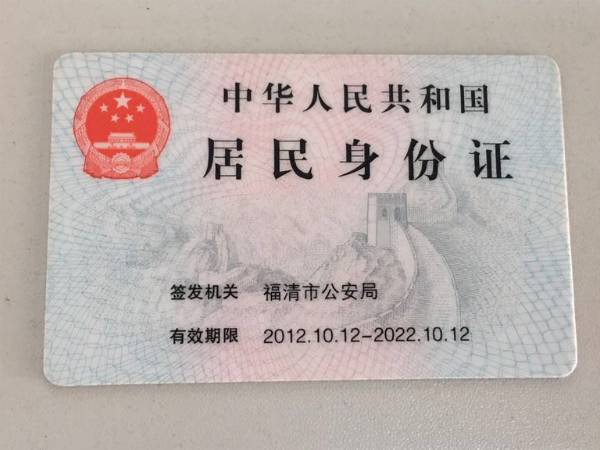 中华人民共和国
居民身份证
签发机关 福清市公安局
有效期限 2012.10.12-2022.10.12